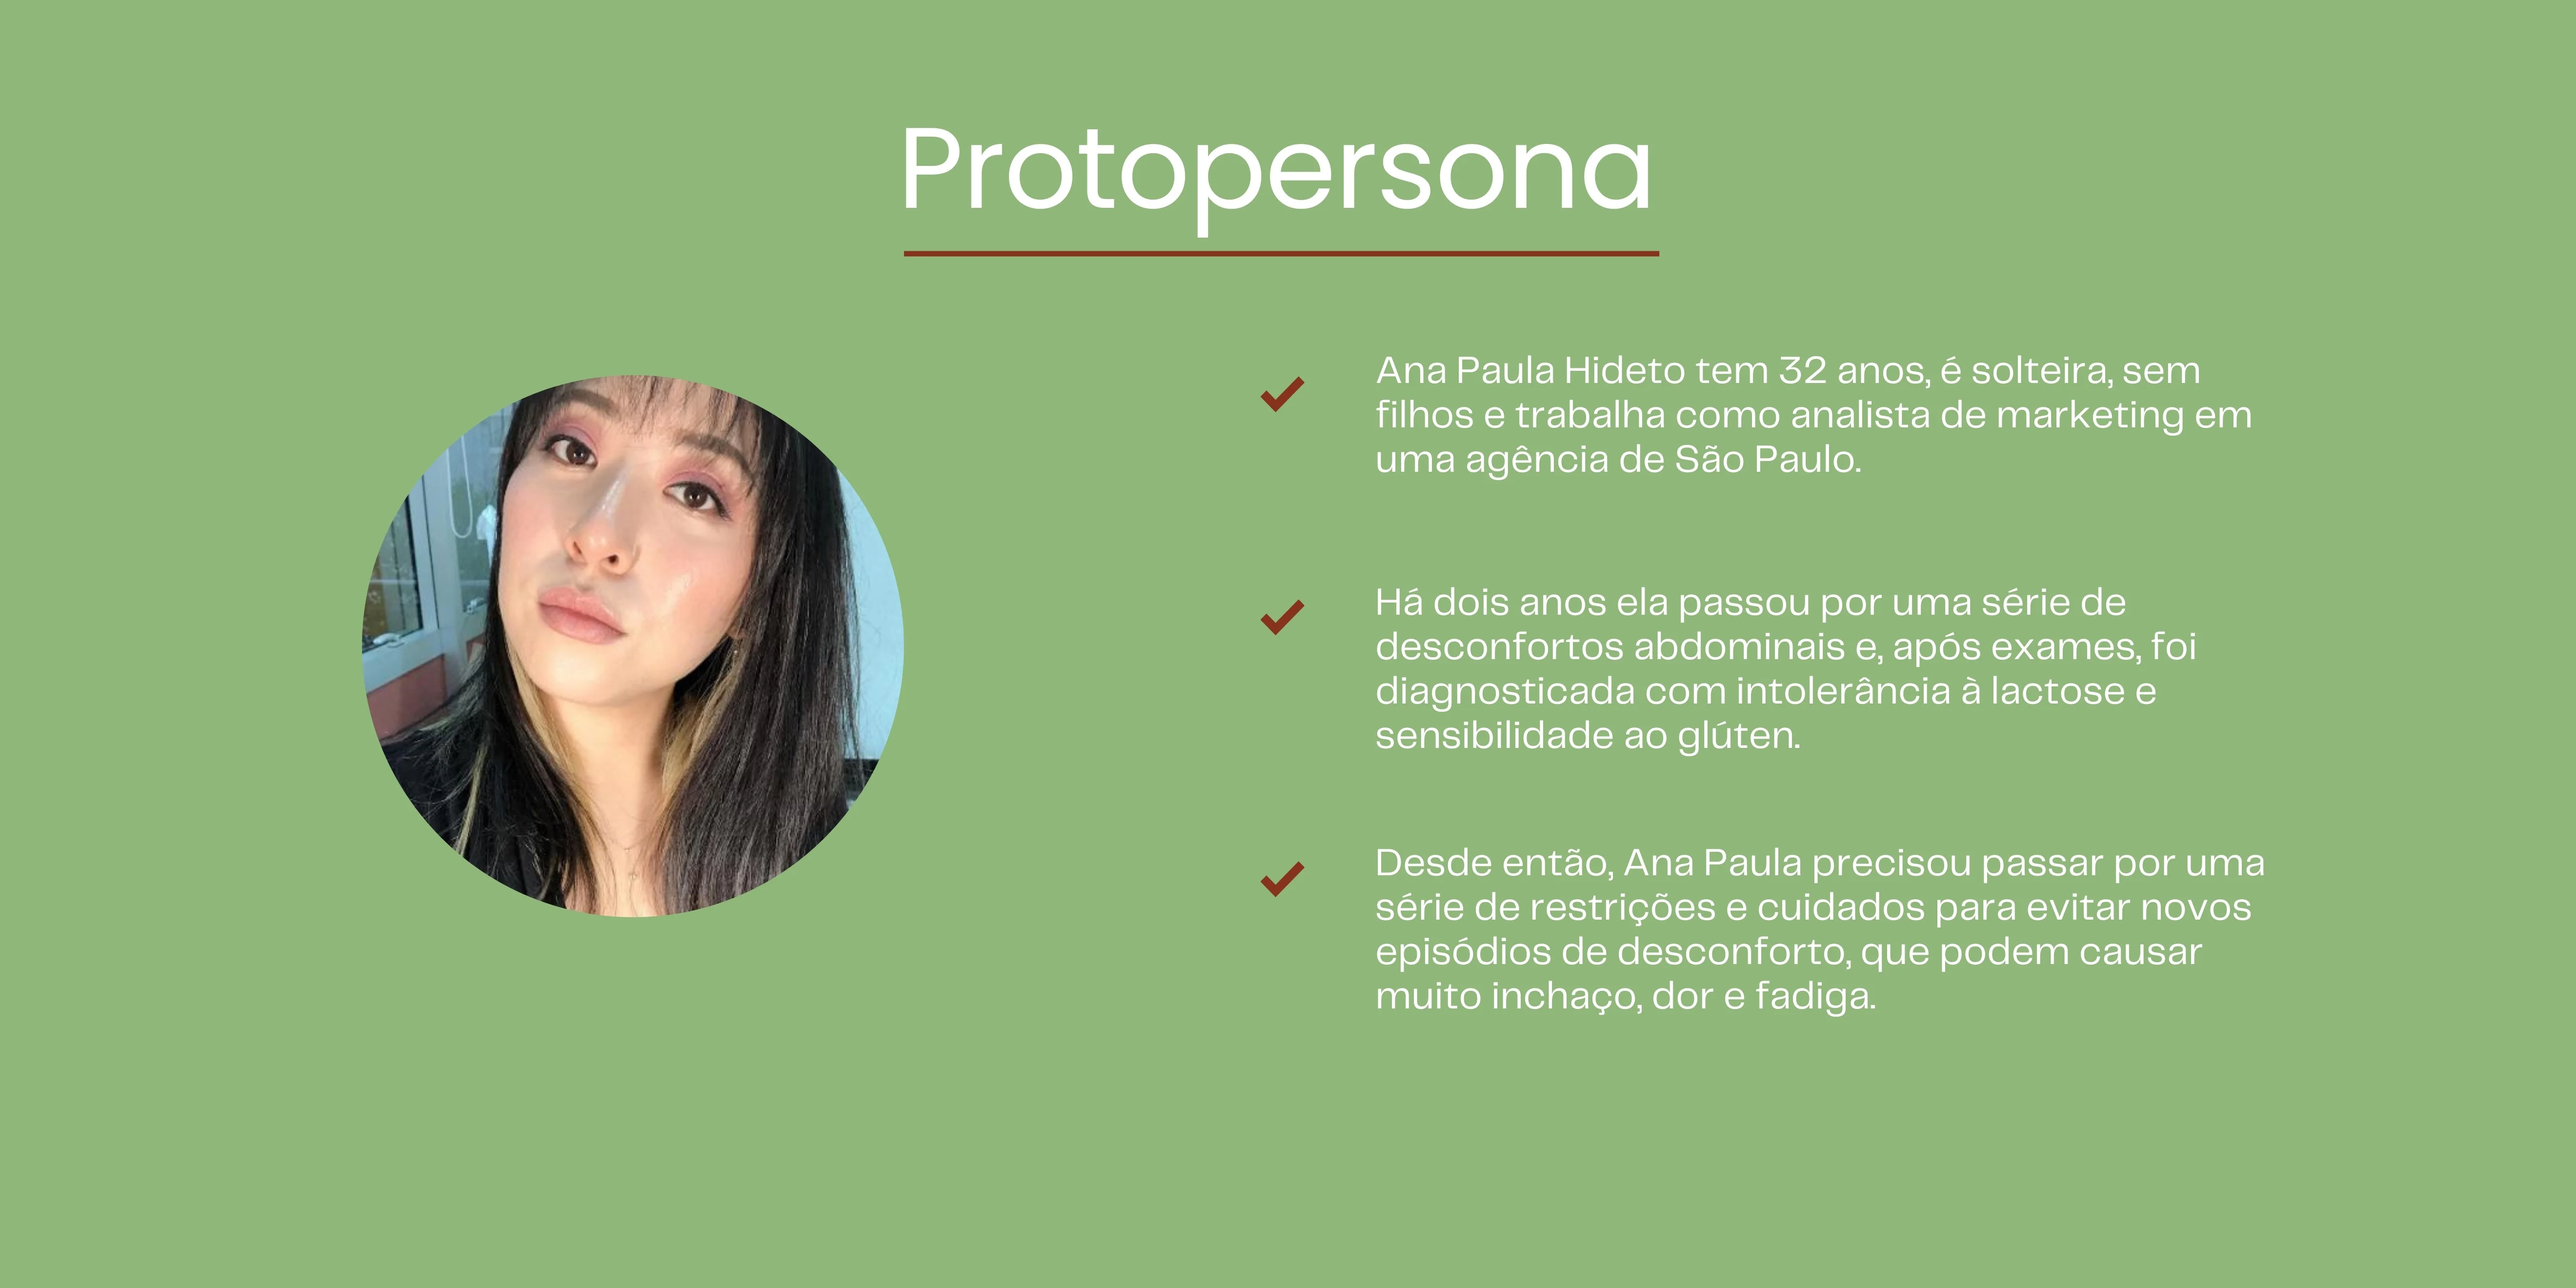 Protopersona
Ana Paula Hideto tem 32 anos, é solteira, sem
filhos e trabalha como analista de marketing em
uma agência de São Paulo.
Há dois anos ela passou por uma série de
desconfortos abdominais e, após exames, foi
diagnosticada com intolerância à lactose e
sensibilidade ao glúten.
Desde então, Ana Paula precisou passar por uma
série de restrições e cuidados para evitar novos
episódios de desconforto, que podem causar
muito inchaço, dor e fadiga.